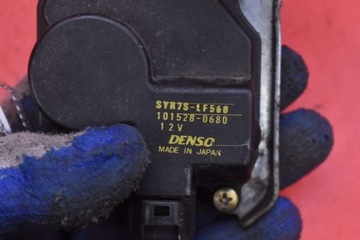 SYR7S-LF560
101528-0680
12V
DENSO
MADE IN JAPAN